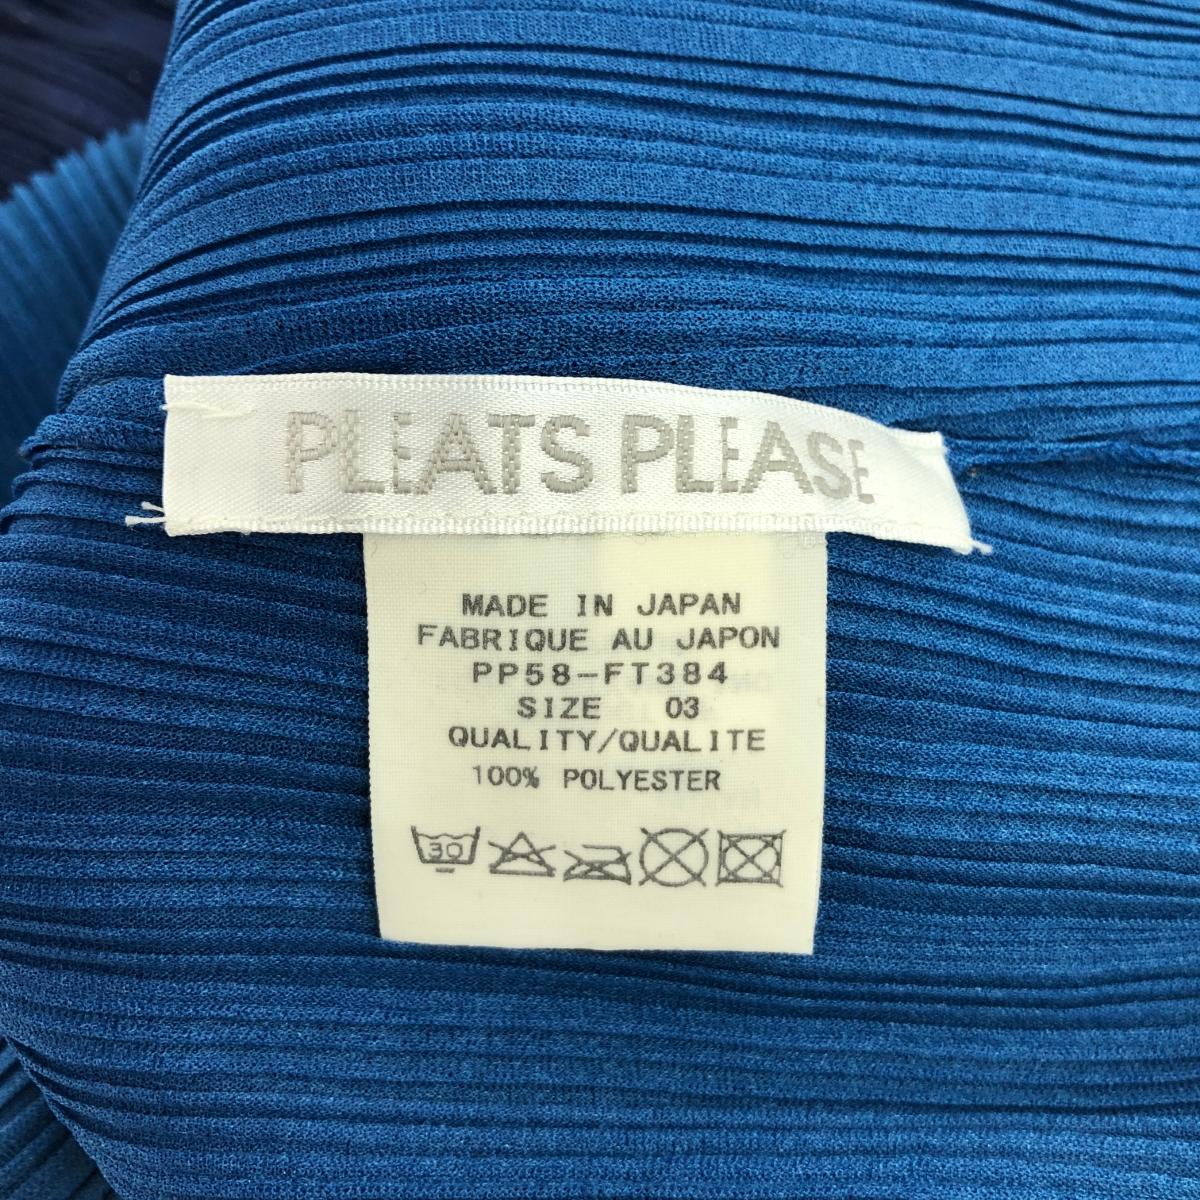 PLEATS PLEASE
MADE IN JAPAN
FABRIQUE AU JAPON
PP58-FT384
SIZE 03
QUALITY/QUALITE
100% POLYESTER
30